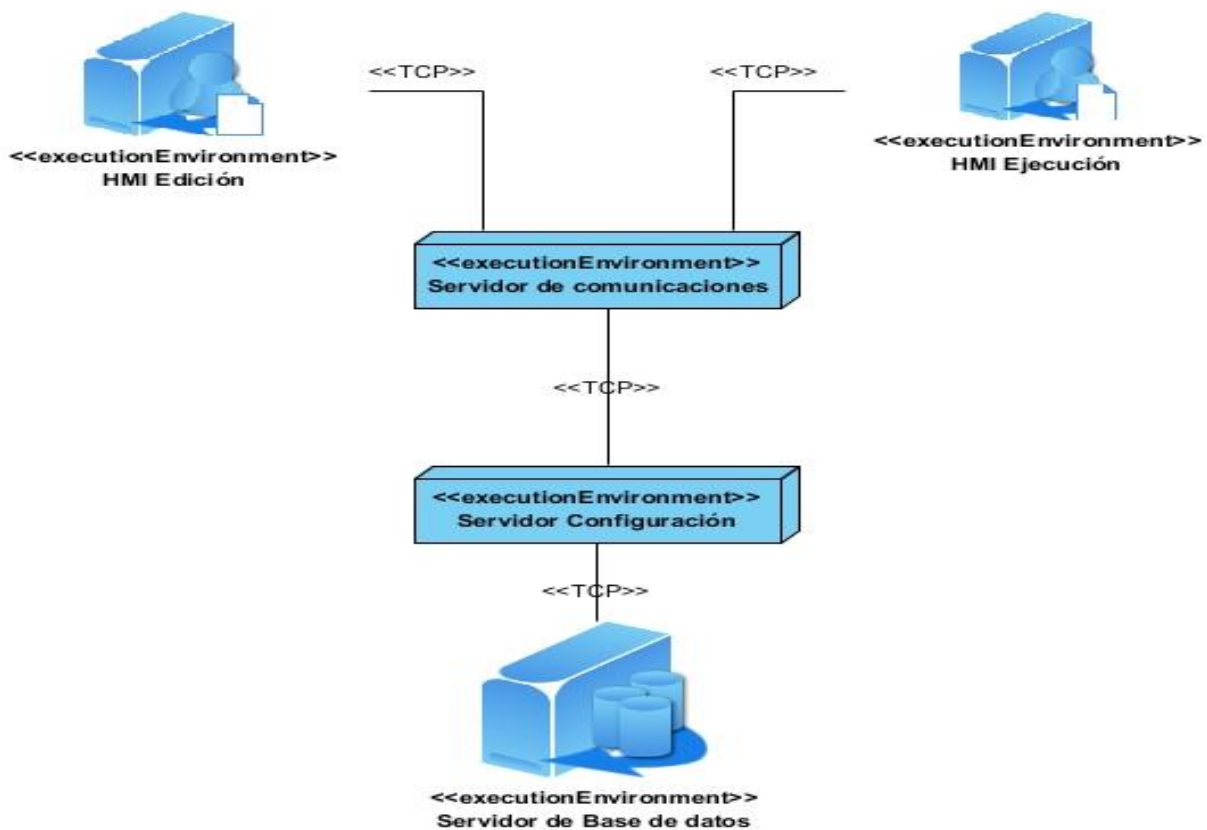 <<TCP>>
<<TCP>>
<<executionEnvironment>>
HMI Edición
<<executionEnvironment>>
HMI Ejecución
<<executionEnvironment>>
Servidor de comunicaciones
<<TCP>>
<<executionEnvironment>>
Servidor Configuración
<<TCP>>
<<executionEnvironment>>
Servidor de Base de datos